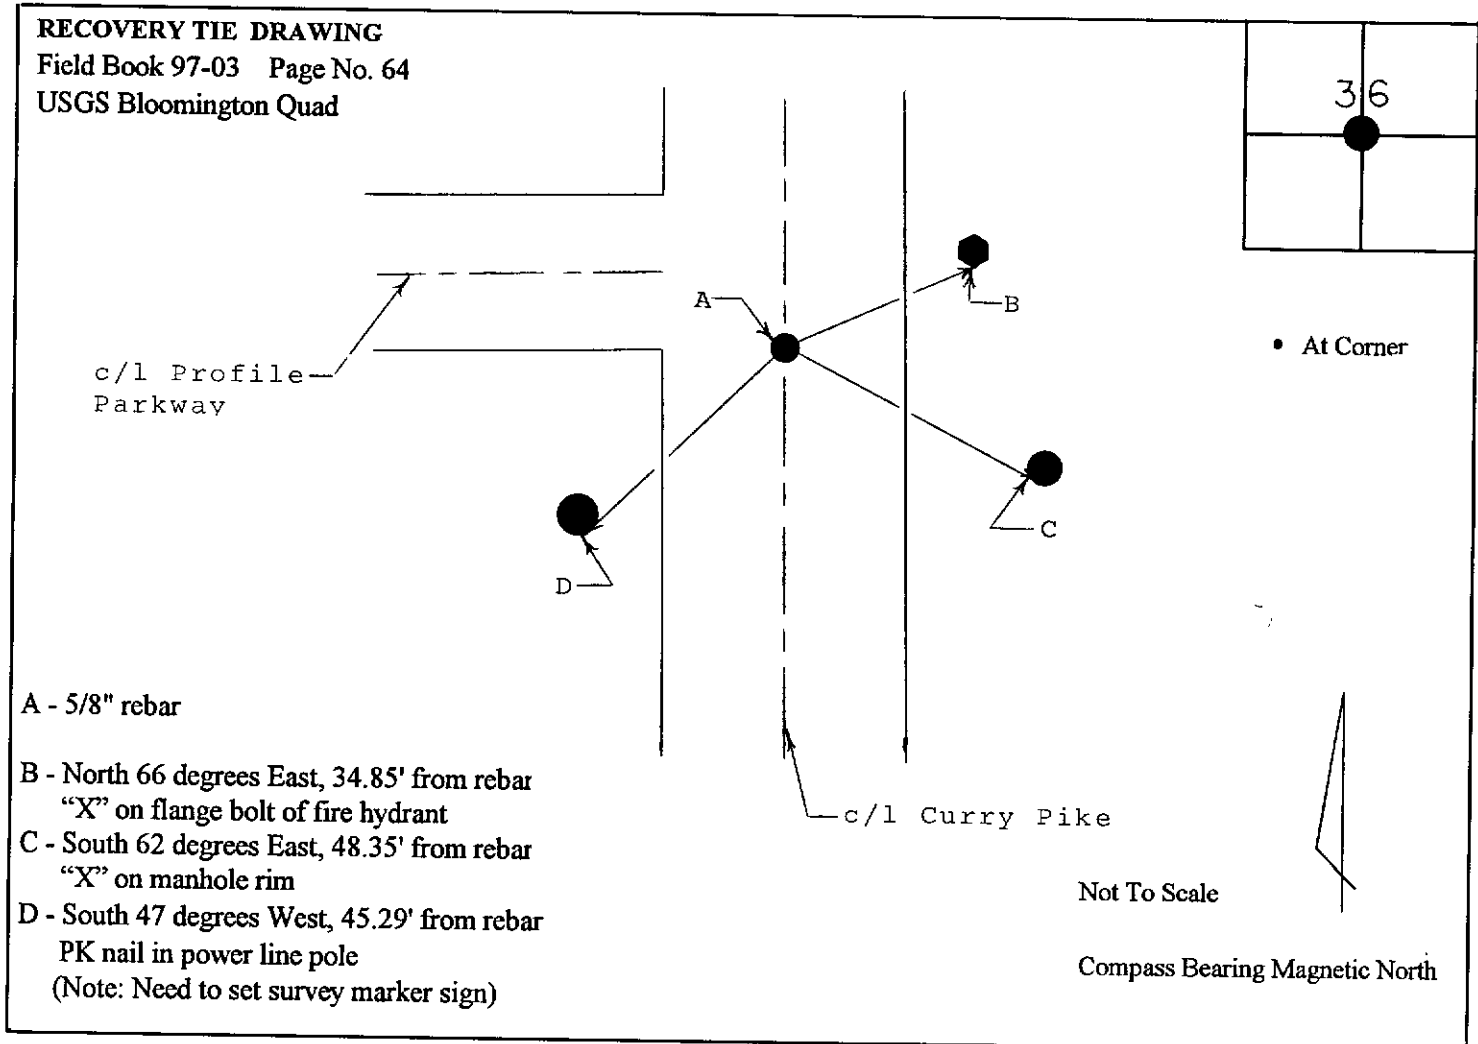 RECOVERY TIE DRAWING
Field Book 97-03 Page No. 64
USGS Bloomington Quad
36
A
B
• At Corner
c/l Profile
Parkway
C
D
A - 5/8" rebar
B - North 66 degrees East, 34.85' from rebar
“X” on flange bolt of fire hydrant
C - South 62 degrees East, 48.35' from rebar
“X” on manhole rim
D - South 47 degrees West, 45.29' from rebar
PK nail in power line pole
(Note: Need to set survey marker sign)
c/l Curry Pike
Not To Scale
Compass Bearing Magnetic North